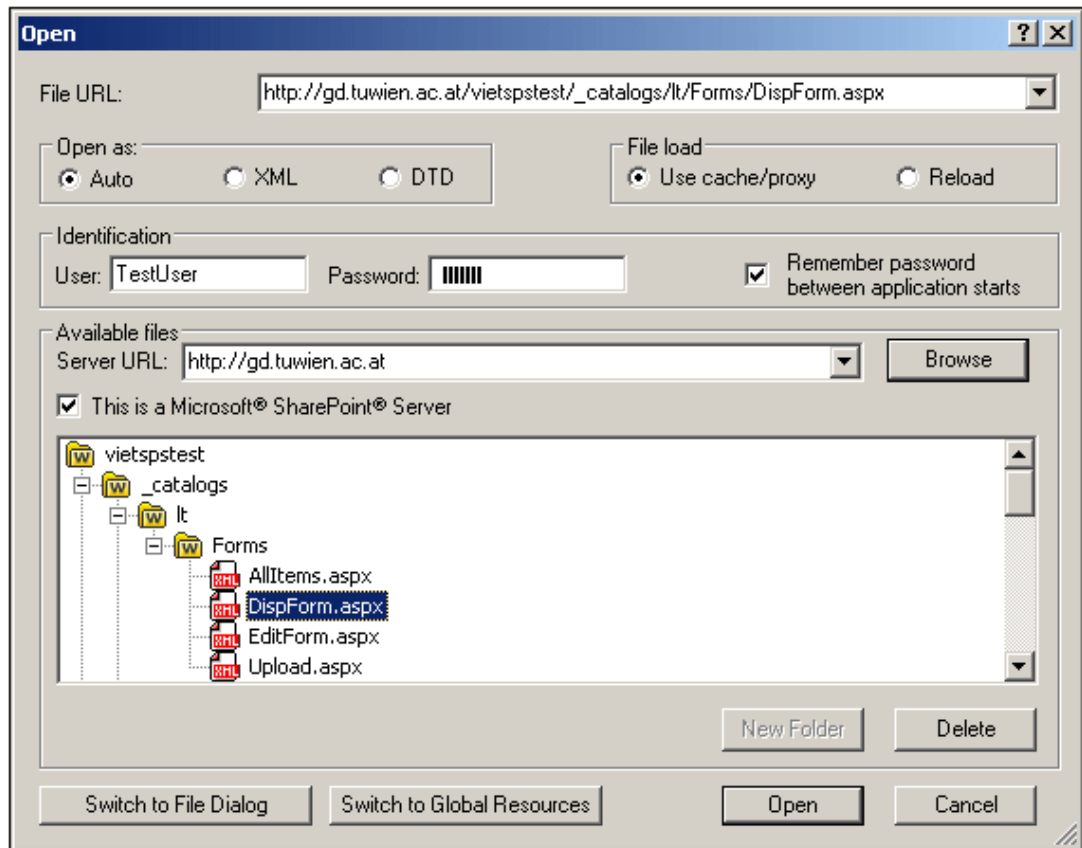 Open
File URL: http://gd.tuwien.ac.at/vietspstest/_catalogs/lt/Forms/DispForm.aspx
Open as: File load
Auto XML DTD Use cache/proxy Reload
Identification
User: TestUser Password: Remember password
between application starts
Available files
Server URL: http://gd.tuwien.ac.at Browse
This is a Microsoft® SharePoint® Server
vietspstest
_catalogs
lt
Forms
AllItems.aspx
DispForm.aspx
EditForm.aspx
Upload.aspx
New Folder Delete
Switch to File Dialog Switch to Global Resources Open Cancel